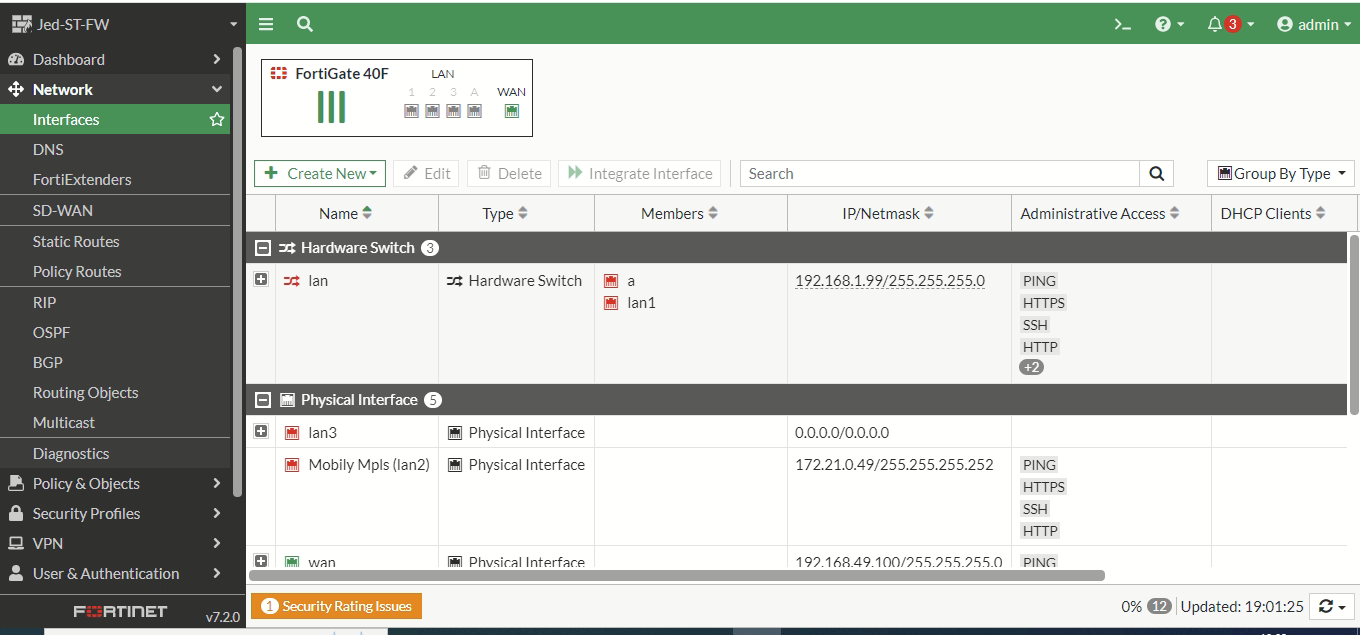 Jed-ST-FW
3
admin
Dashboard
Network
Interfaces
DNS
FortiExtenders
SD-WAN
Static Routes
Policy Routes
RIP
OSPF
BGP
Routing Objects
Multicast
Diagnostics
Policy & Objects
Security Profiles
VPN
User & Authentication
FORTINET v7.2.0
FortiGate 40F
LAN
1 2 3 A
WAN
Create New Edit Delete Integrate Interface Search Group By Type
Name Type Members IP/Netmask Administrative Access DHCP Clients
Hardware Switch 3
lan Hardware Switch a 192.168.1.99/255.255.255.0 PING
lan1 HTTPS
SSH
HTTP
+2
Physical Interface 5
lan3 Physical Interface 0.0.0.0/0.0.0.0
Mobily Mpls (lan2) Physical Interface 172.21.0.49/255.255.255.252 PING
HTTPS
SSH
HTTP
wan Physical Interface 192.168.49.100/255.255.255.0 PING
1 Security Rating Issues
0% 12 Updated: 19:01:25